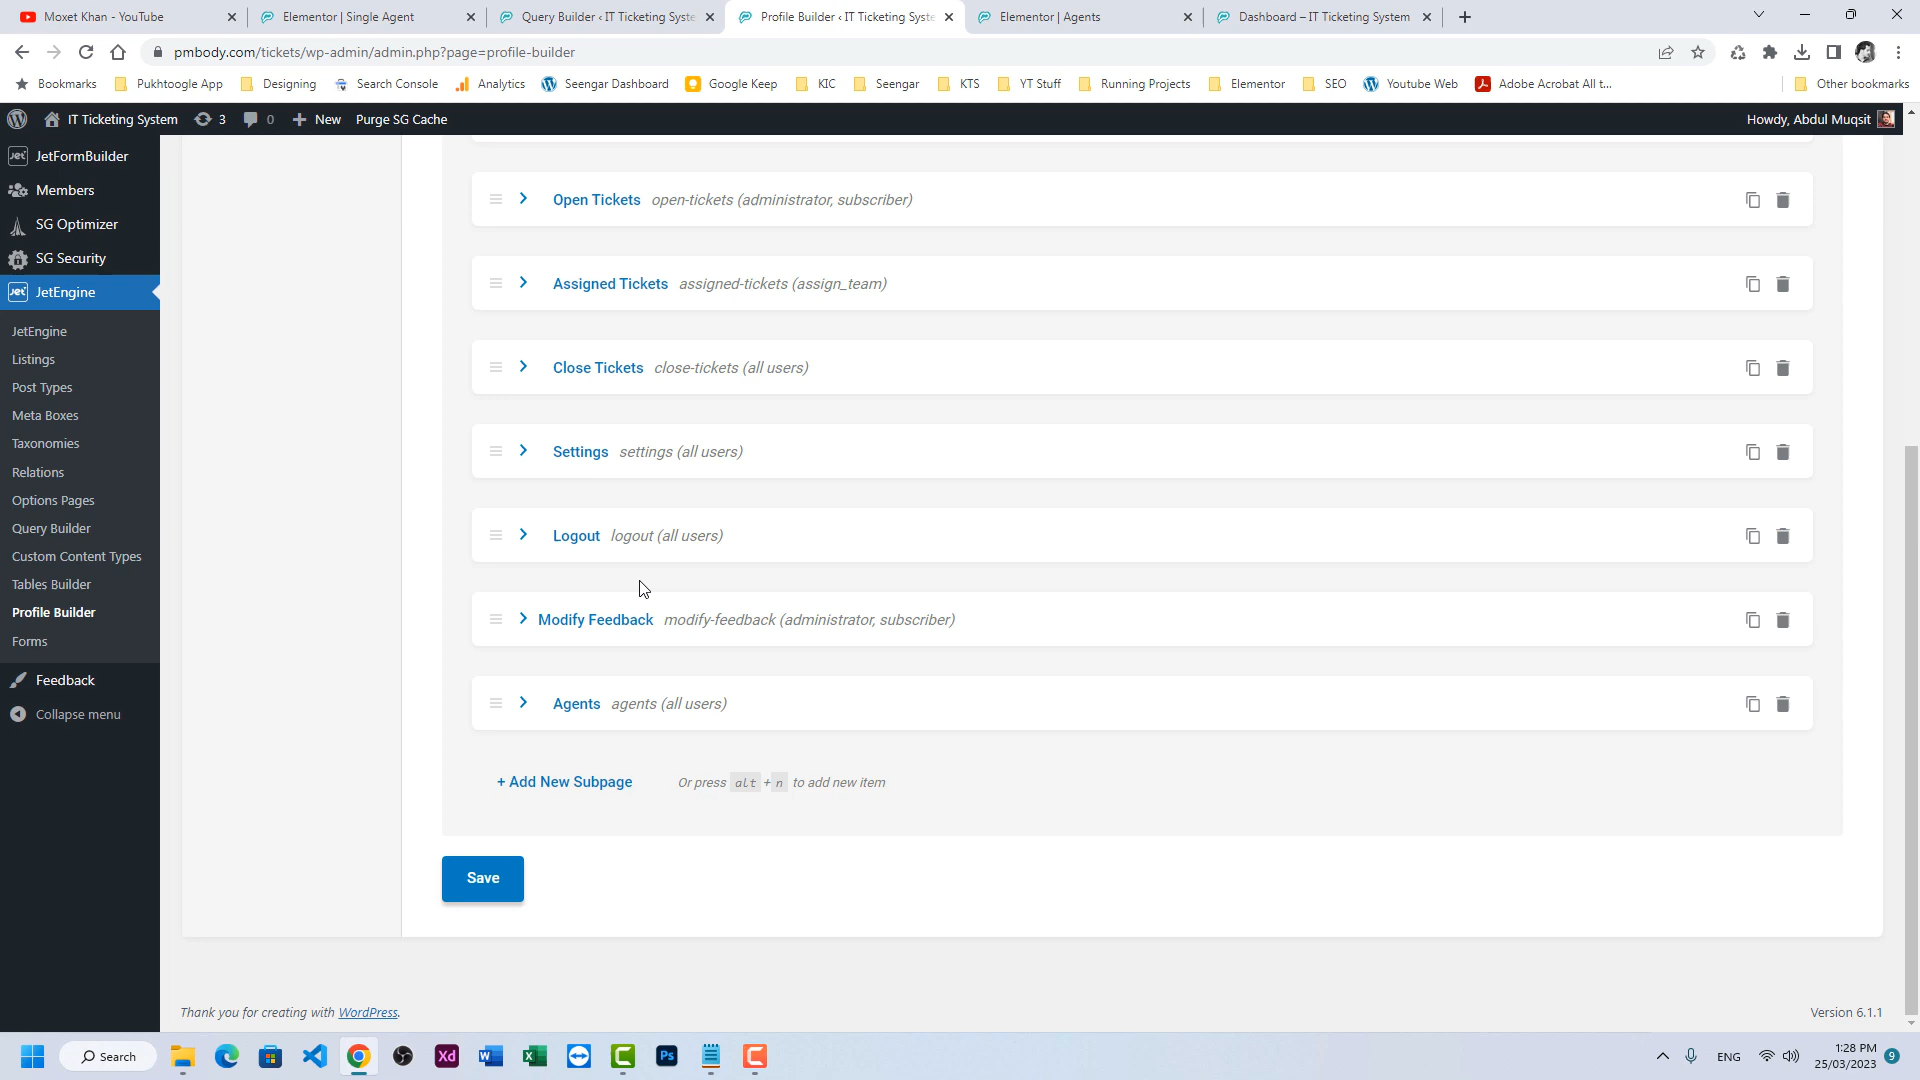 Moxet Khan - YouTube
Elementor | Single Agent
Query Builder ‹ IT Ticketing Syste
Profile Builder ‹ IT Ticketing Syste
Elementor | Agents
Dashboard – IT Ticketing System
pmbody.com/tickets/wp-admin/admin.php?page=profile-builder
Bookmarks
Pukhtoogle App
Designing
Search Console
Analytics
Seengar Dashboard
Google Keep
KIC
Seengar
KTS
YT Stuff
Running Projects
Elementor
SEO
Youtube Web
Adobe Acrobat All t...
Other bookmarks
IT Ticketing System
3
0
New
Purge SG Cache
Howdy, Abdul Muqsit
Jet JetFormBuilder
Members
SG Optimizer
SG Security
Jet JetEngine
JetEngine
Listings
Post Types
Meta Boxes
Taxonomies
Relations
Options Pages
Query Builder
Custom Content Types
Tables Builder
Profile Builder
Forms
Feedback
Collapse menu
Open Tickets open-tickets (administrator, subscriber)
Assigned Tickets assigned-tickets (assign_team)
Close Tickets close-tickets (all users)
Settings settings (all users)
Logout logout (all users)
Modify Feedback modify-feedback (administrator, subscriber)
Agents agents (all users)
+ Add New Subpage
Or press alt + n to add new item
Save
Thank you for creating with WordPress.
Version 6.1.1
Search
Xd
Ps
ENG
1:28 PM
25/03/2023
9